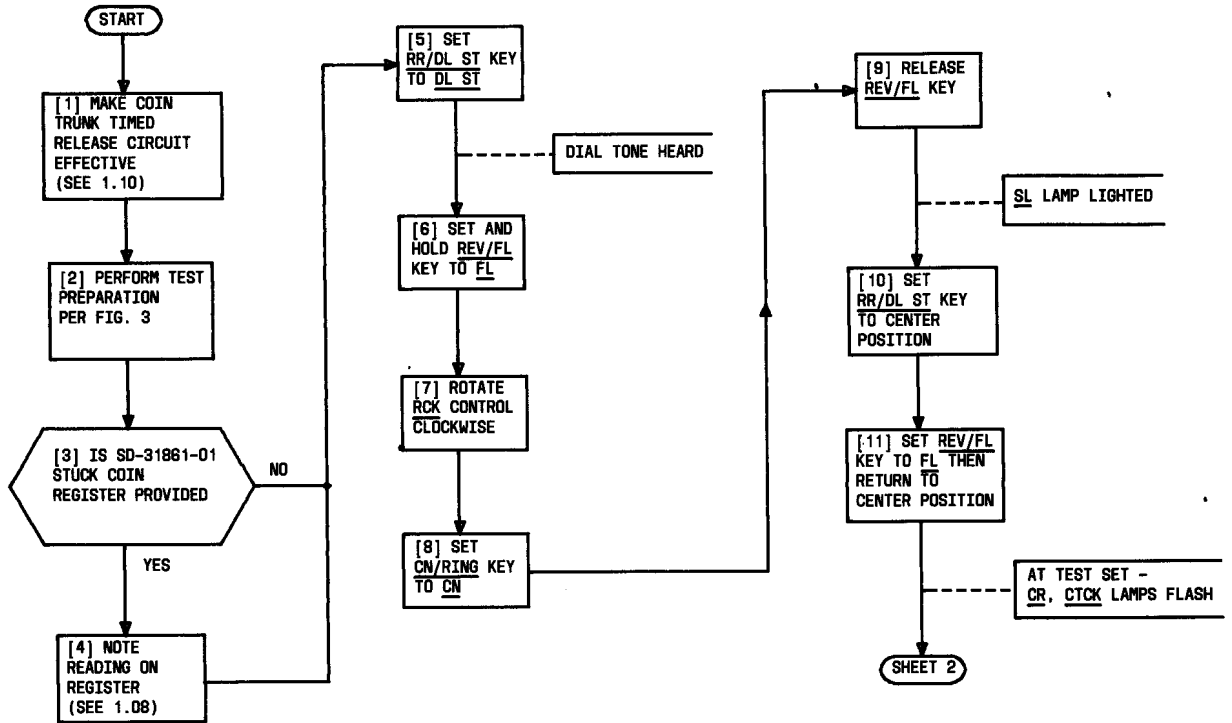 START
[1] MAKE COIN
TRUNK TIMED
RELEASE CIRCUIT
EFFECTIVE
(SEE 1.10)
[2] PERFORM TEST
PREPARATION
PER FIG. 3
[3] IS SD-31861-01
STUCK COIN
REGISTER PROVIDED
NO
YES
[4] NOTE
READING ON
REGISTER
(SEE 1.08)
[5] SET
RR/DL ST KEY
TO DL ST
DIAL TONE HEARD
[6] SET AND
HOLD REV/FL
KEY TO FL
[7] ROTATE
RCK CONTROL
CLOCKWISE
[8] SET
CN/RING KEY
TO CN
[9] RELEASE
REV/FL KEY
SL LAMP LIGHTED
[10] SET
RR/DL ST KEY
TO CENTER
POSITION
[11] SET REV/FL
KEY TO FL THEN
RETURN TO
CENTER POSITION
AT TEST SET -
CR, CTCK LAMPS FLASH
SHEET 2